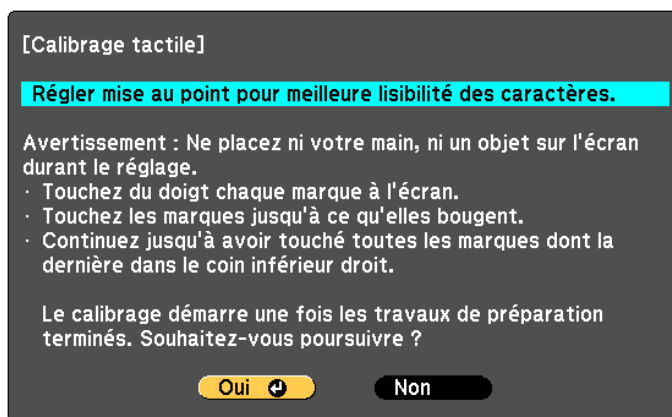 [Calibrage tactile]
Régler mise au point pour meilleure lisibilité des caractères.
Avertissement : Ne placez ni votre main, ni un objet sur l'écran
durant le réglage.
· Touchez du doigt chaque marque à l'écran.
· Touchez les marques jusqu'à ce qu'elles bougent.
· Continuez jusqu'à avoir touché toutes les marques dont la
dernière dans le coin inférieur droit.
Le calibrage démarre une fois les travaux de préparation
terminés. Souhaitez-vous poursuivre ?
Oui Non